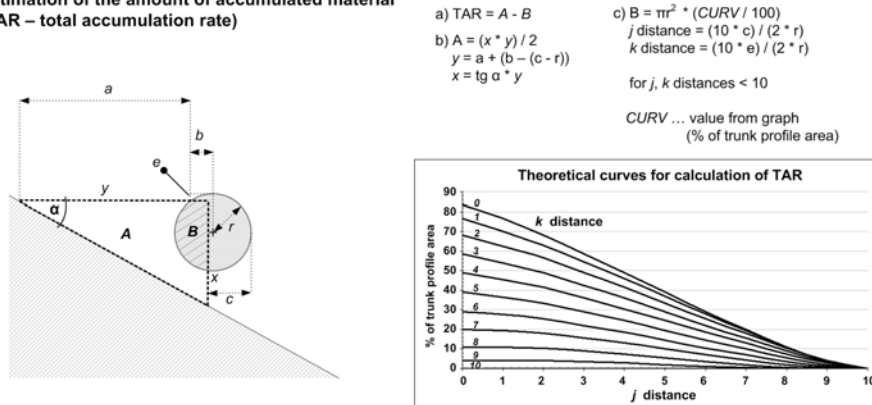 timation of the amount of accumulated material
AR – total accumulation rate)
a) TAR = A - B
b) A = (x * y) / 2
y = a + (b – (c - r))
x = tg α * y
c) B = πr² * (CURV / 100)
j distance = (10 * c) / (2 * r)
k distance = (10 * e) / (2 * r)
for j, k distances < 10
CURV … value from graph
(% of trunk profile area)
a
b
e
y
α
A
B
r
x
c
Theoretical curves for calculation of TAR
% of trunk profile area
90
80
70
60
50
40
30
20
10
0
k distance
0
1
2
3
4
5
6
7
8
9
10
0 1 2 3 4 5 6 7 8 9 10
j distance